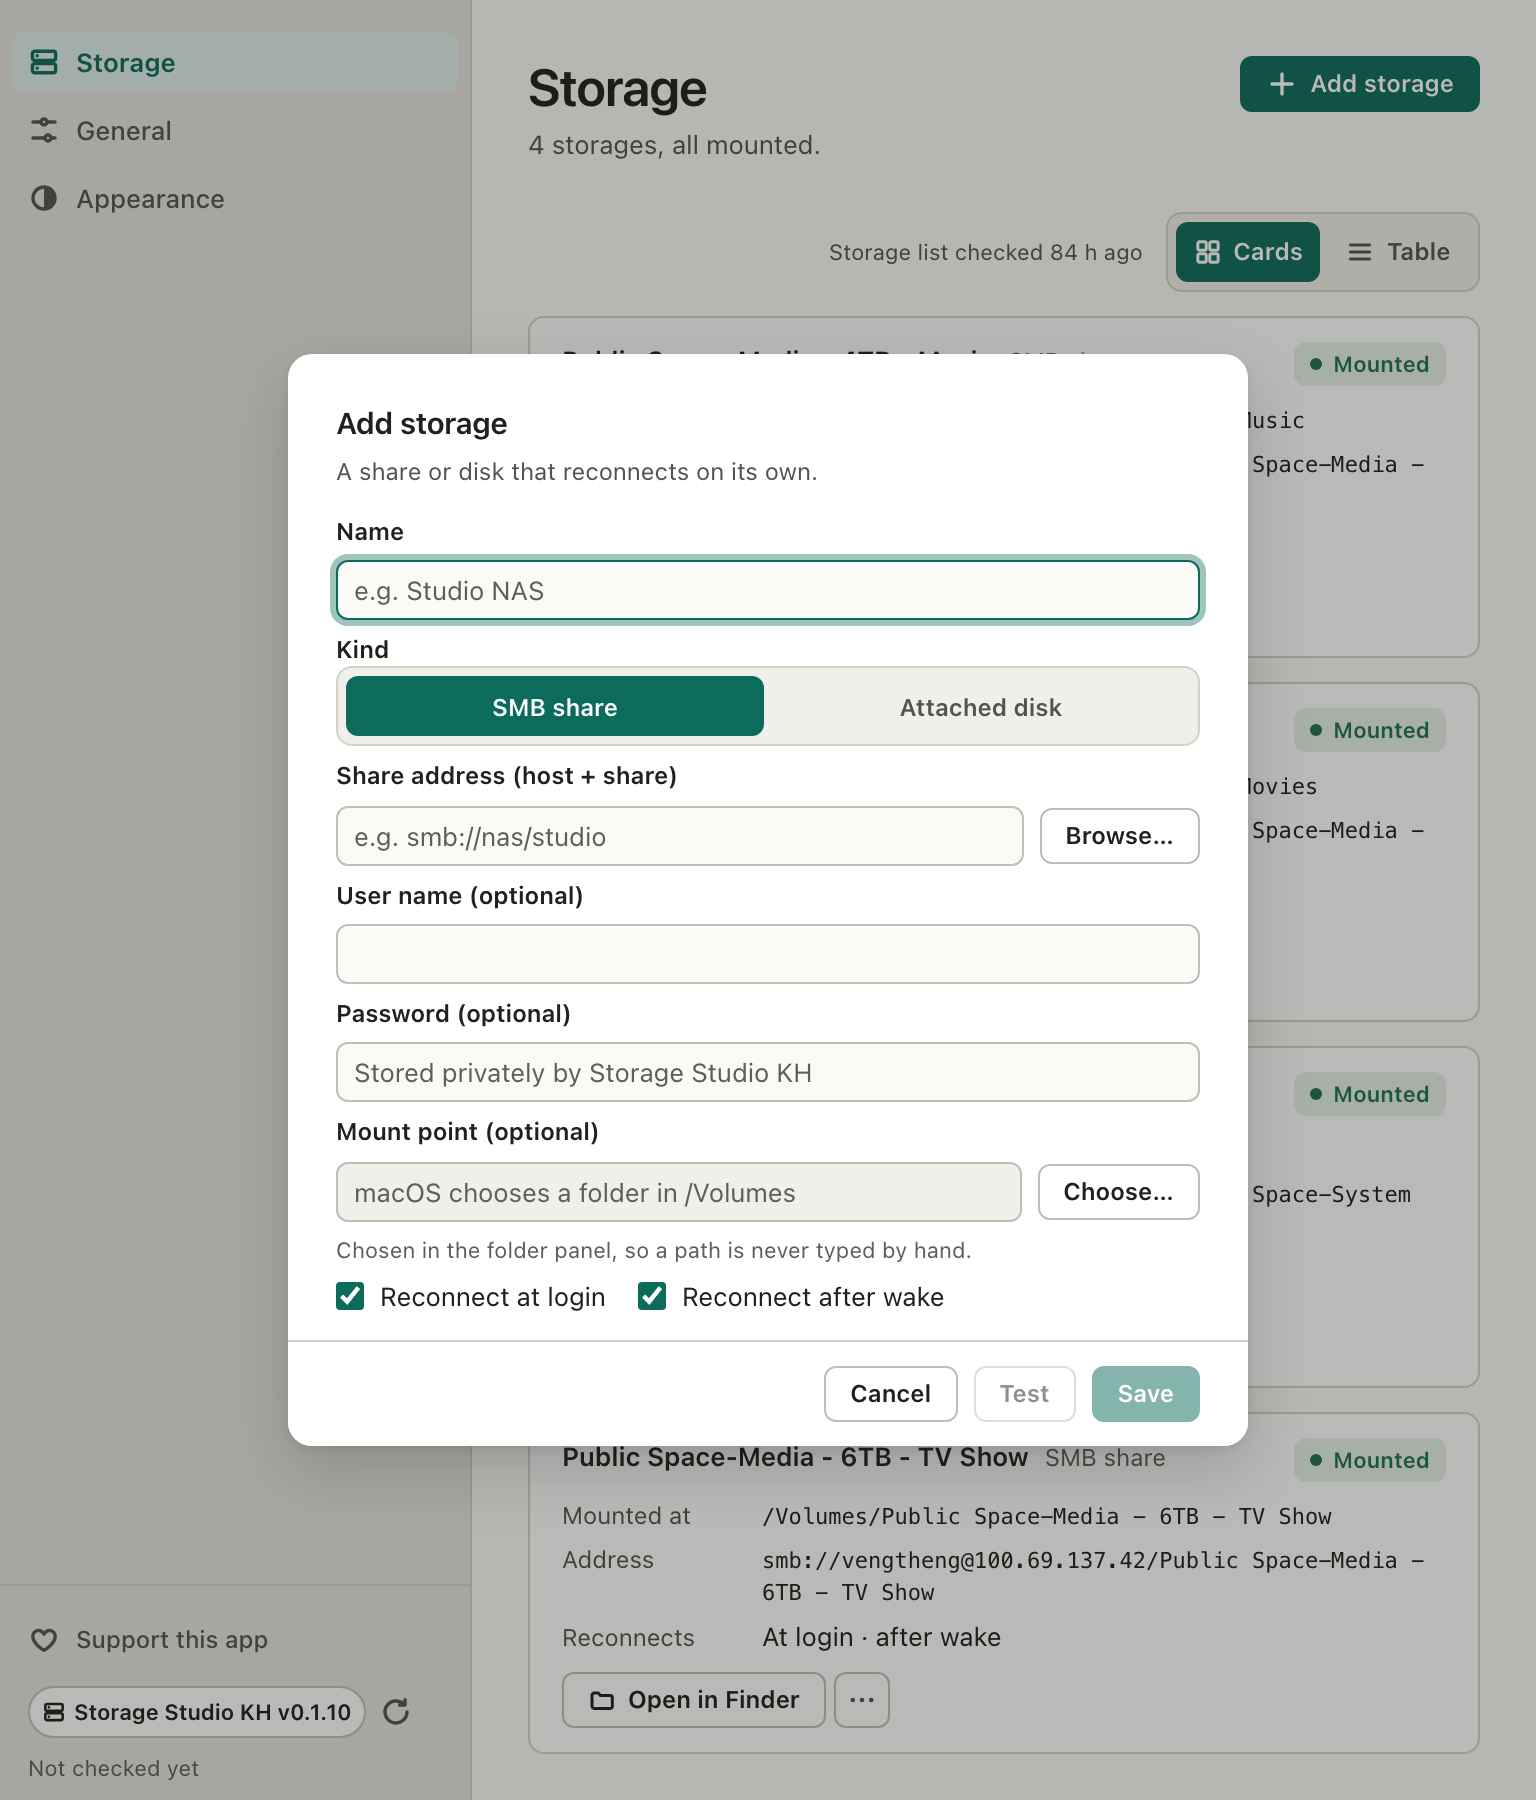 Storage
General
Appearance
Storage
4 storages, all mounted.
Add storage
Storage list checked 84 h ago
Cards
Table
Mounted
Music
Space-Media -
Mounted
Movies
Space-Media -
Mounted
Space-System
Add storage
A share or disk that reconnects on its own.
Name
e.g. Studio NAS
Kind
SMB share
Attached disk
Share address (host + share)
e.g. smb://nas/studio
Browse...
User name (optional)
Password (optional)
Stored privately by Storage Studio KH
Mount point (optional)
macOS chooses a folder in /Volumes
Choose...
Chosen in the folder panel, so a path is never typed by hand.
Reconnect at login
Reconnect after wake
Cancel
Test
Save
Public Space-Media - 6TB - TV Show SMB share
Mounted
Mounted at /Volumes/Public Space-Media - 6TB - TV Show
Address smb://vengtheng@100.69.137.42/Public Space-Media -
6TB - TV Show
Reconnects At login · after wake
Open in Finder
...
Support this app
Storage Studio KH v0.1.10
Not checked yet